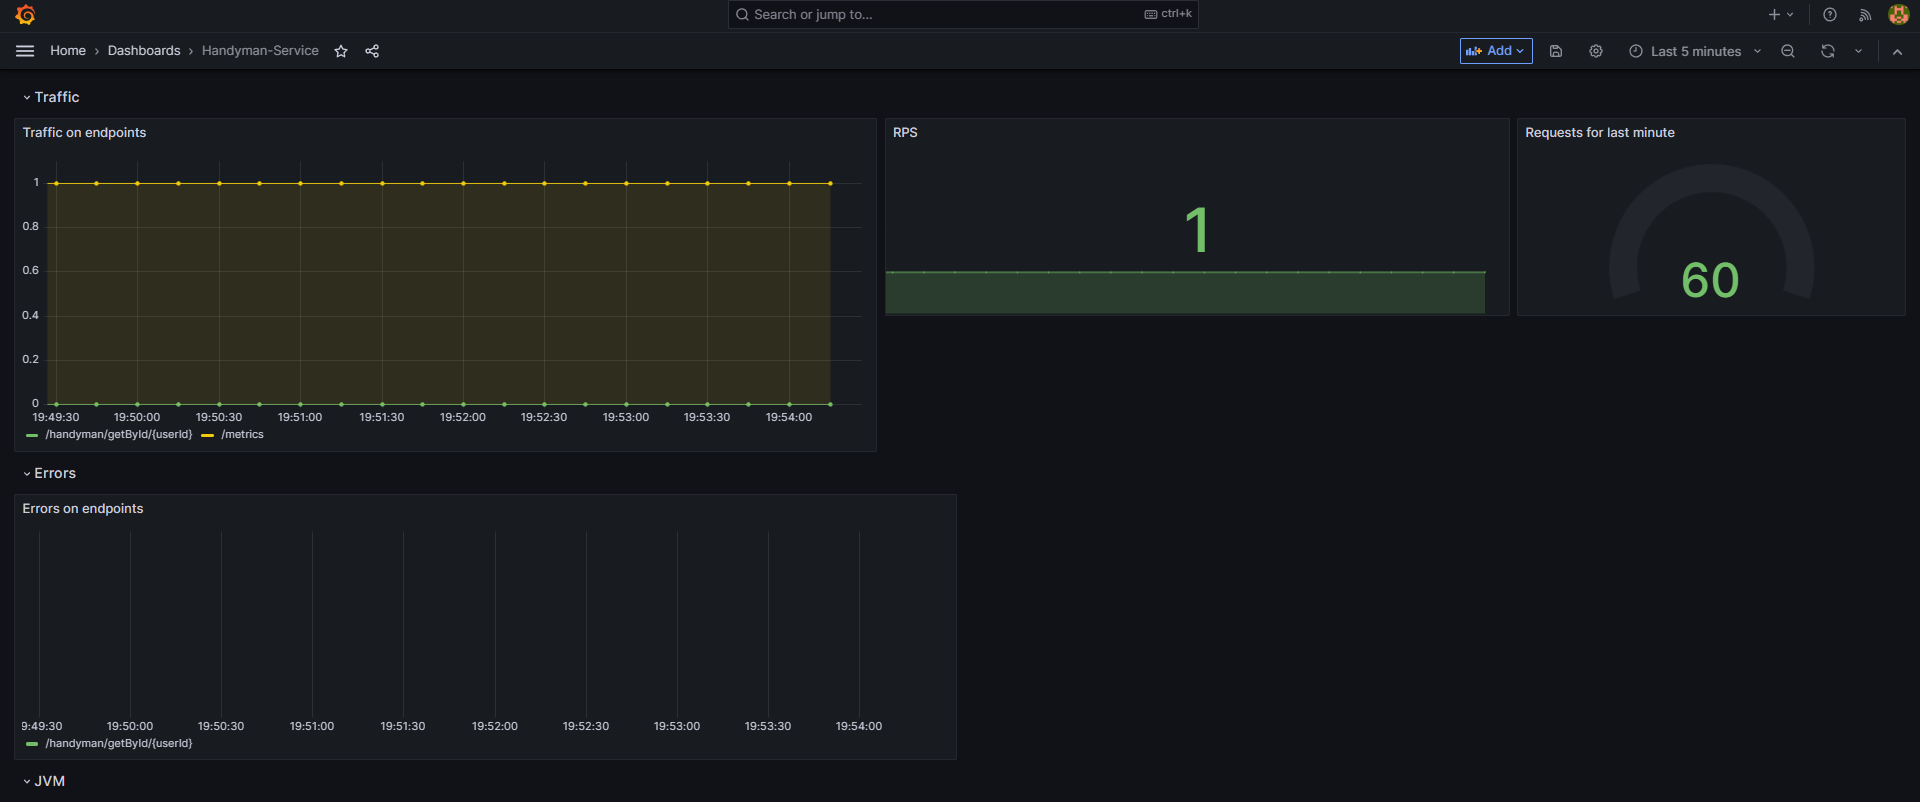 Search or jump to...
ctrl+k
Home
Dashboards
Handyman-Service
Add
Last 5 minutes
Traffic
Traffic on endpoints
1
0.8
0.6
0.4
0.2
0
19:49:30 19:50:00 19:50:30 19:51:00 19:51:30 19:52:00 19:52:30 19:53:00 19:53:30 19:54:00
/handyman/getById/{userId} /metrics
RPS
1
Requests for last minute
60
Errors
Errors on endpoints
9:49:30 19:50:00 19:50:30 19:51:00 19:51:30 19:52:00 19:52:30 19:53:00 19:53:30 19:54:00
/handyman/getById/{userId}
JVM